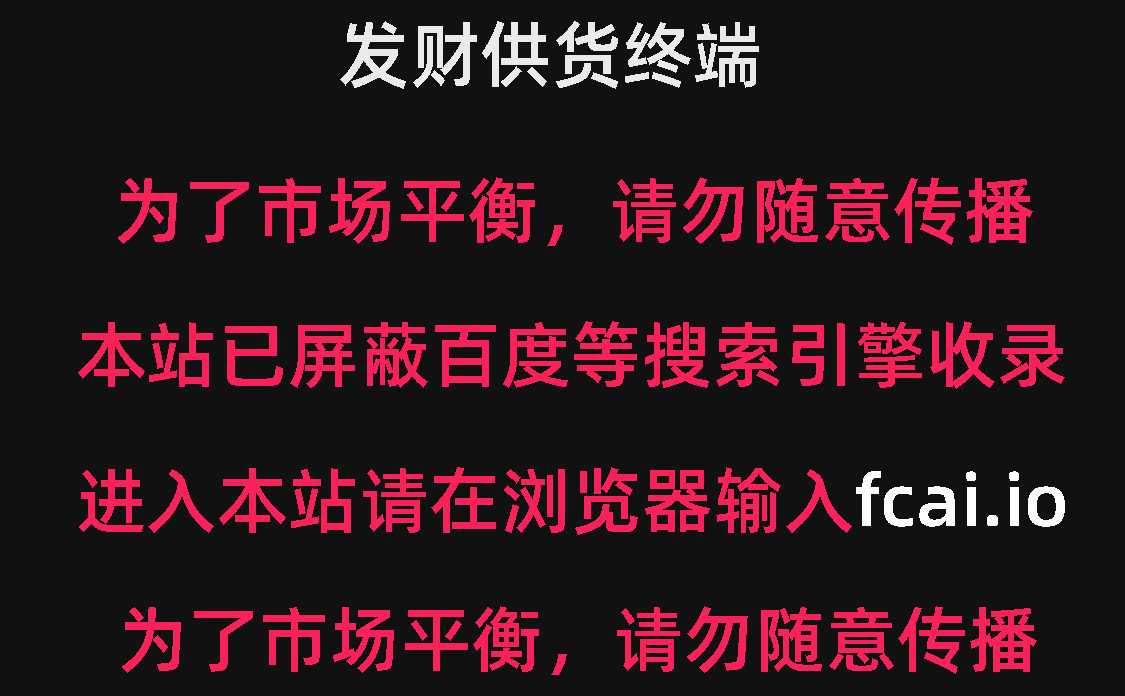 发财供货终端
为了市场平衡，请勿随意传播
本站已屏蔽百度等搜索引擎收录
进入本站请在浏览器输入fcai.io
为了市场平衡，请勿随意传播